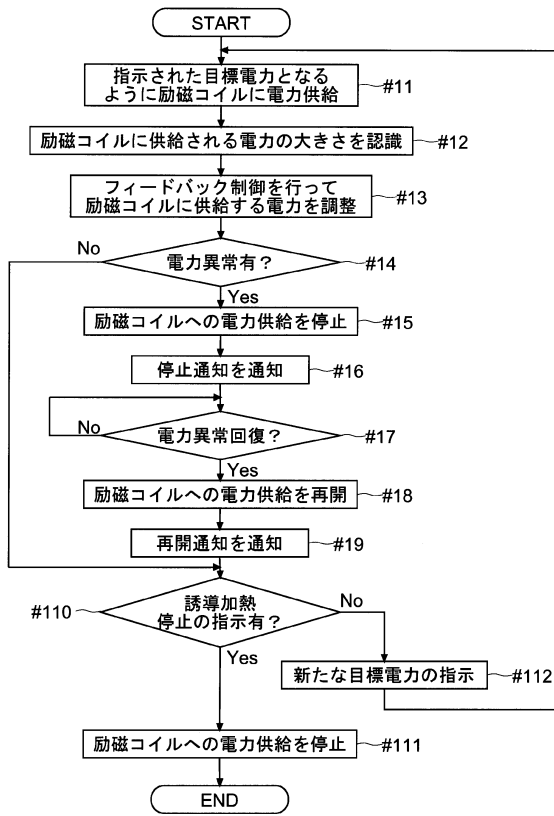 START
指示された目標電力となる
ように励磁コイルに電力供給
#11
励磁コイルに供給される電力の大きさを認識
#12
フィードバック制御を行って
励磁コイルに供給する電力を調整
#13
No
電力異常有？
#14
Yes
励磁コイルへの電力供給を停止
#15
停止通知を通知
#16
No
電力異常回復？
#17
Yes
励磁コイルへの電力供給を再開
#18
再開通知を通知
#19
#110
誘導加熱
停止の指示有？
No
Yes
新たな目標電力の指示
#112
励磁コイルへの電力供給を停止
#111
END